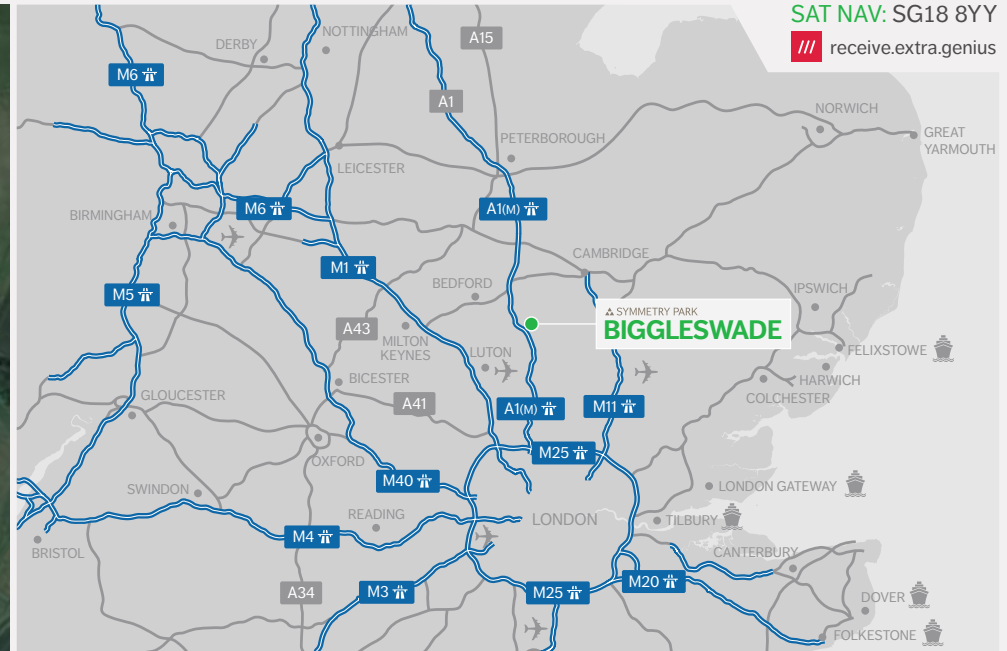 SAT NAV: SG18 8YY
/// receive.extra.genius
NOTTINGHAM
DERBY
A15
M6
A1
NORWICH
GREAT
YARMOUTH
PETERBOROUGH
LEICESTER
M6
A1(M)
BIRMINGHAM
CAMBRIDGE
M1
BEDFORD
IPSWICH
M5
SYMMETRY PARK
BIGGLESWADE
A43
MILTON
KEYNES
LUTON
FELIXSTOWE
BICESTER
HARWICH
COLCHESTER
GLOUCESTER
A41
A1(M)
M11
M25
OXFORD
M40
SWINDON
LONDON GATEWAY
READING
LONDON
TILBURY
M4
BRISTOL
CANTERBURY
A34
M3
M25
M20
DOVER
FOLKESTONE